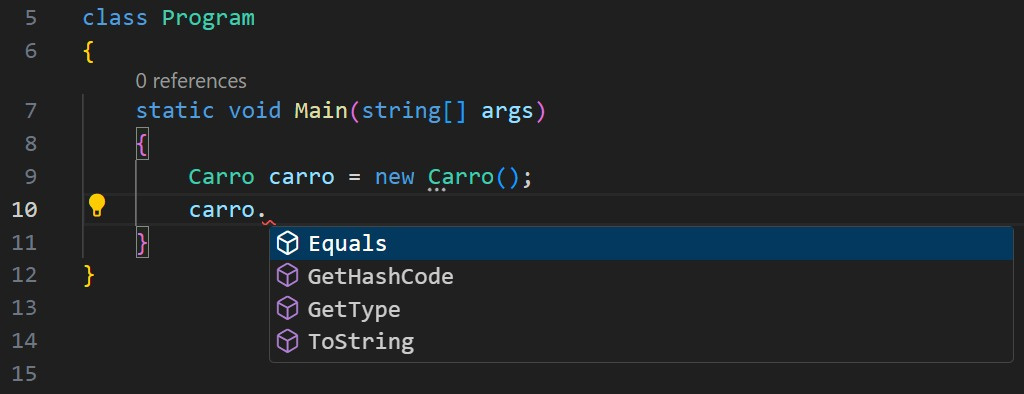 5 class Program
6 {
0 references
7 static void Main(string[] args)
8 {
9 Carro carro = new Carro();
10 carro.
11 }
Equals
12 }
GetHashCode
13
GetType
14
ToString
15